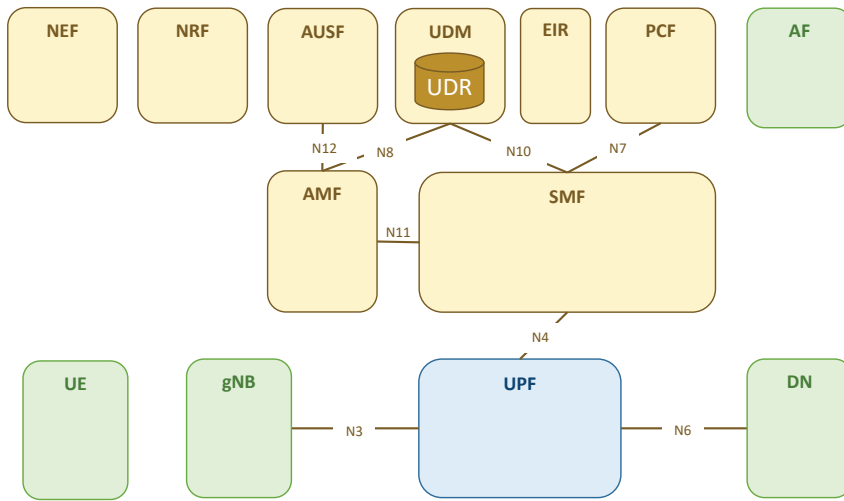 NEF
NRF
AUSF
UDM
EIR
PCF
AF
UDR
N12
N8
N10
N7
AMF
SMF
N11
N4
UE
gNB
UPF
DN
N3
N6